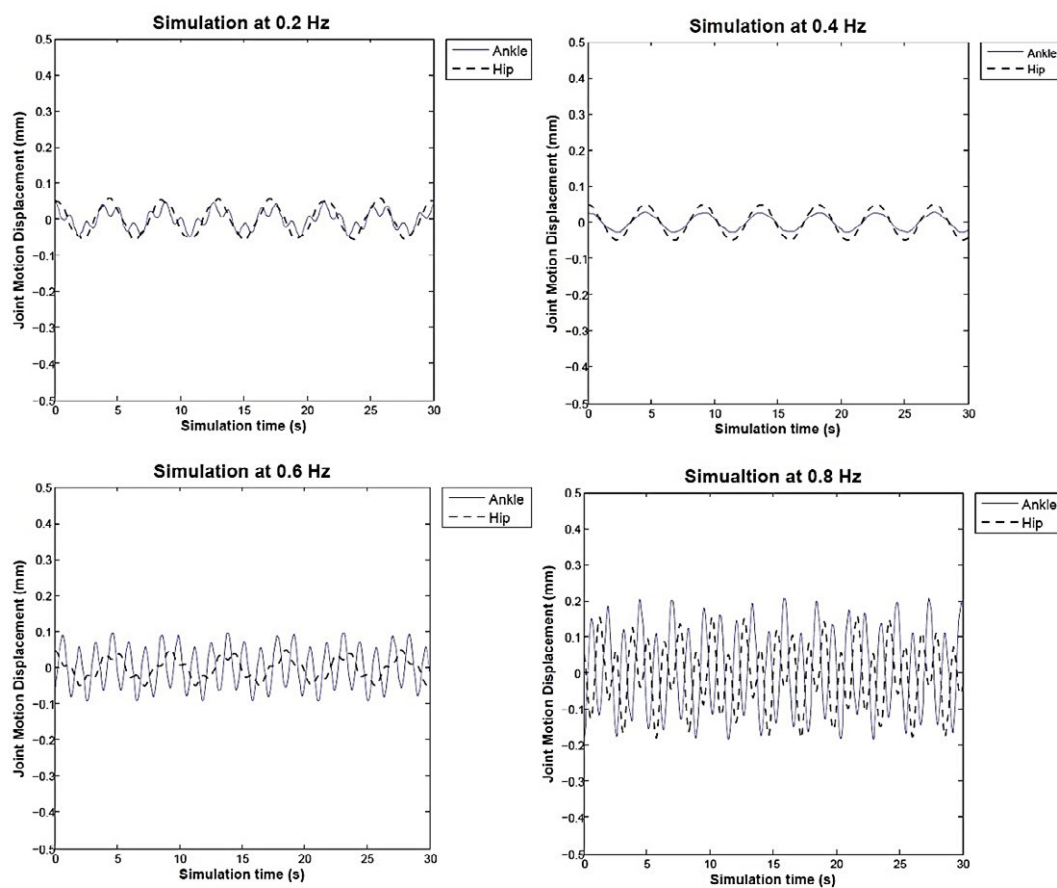 Simulation at 0.2 Hz
Joint Motion Displacement (mm)
0.5
0.4
0.3
0.2
0.1
0
−0.1
−0.2
−0.3
−0.4
−0.5
0 5 10 15 20 25 30
Simulation time (s)
Ankle
Hip
Simulation at 0.4 Hz
Joint Motion Displacement (mm)
0.5
0.4
0.3
0.2
0.1
0
−0.1
−0.2
−0.3
−0.4
−0.5
0 5 10 15 20 25 30
Simulation time (s)
Ankle
Hip
Simulation at 0.6 Hz
Joint Motion Displacement (mm)
0.5
0.4
0.3
0.2
0.1
0
−0.1
−0.2
−0.3
−0.4
−0.5
0 5 10 15 20 25 30
Simulation time (s)
Ankle
Hip
Simualtion at 0.8 Hz
Joint Motion Displacement (mm)
0.5
0.4
0.3
0.2
0.1
0
−0.1
−0.2
−0.3
−0.4
−0.5
0 5 10 15 20 25 30
Simulation time (s)
Ankle
Hip